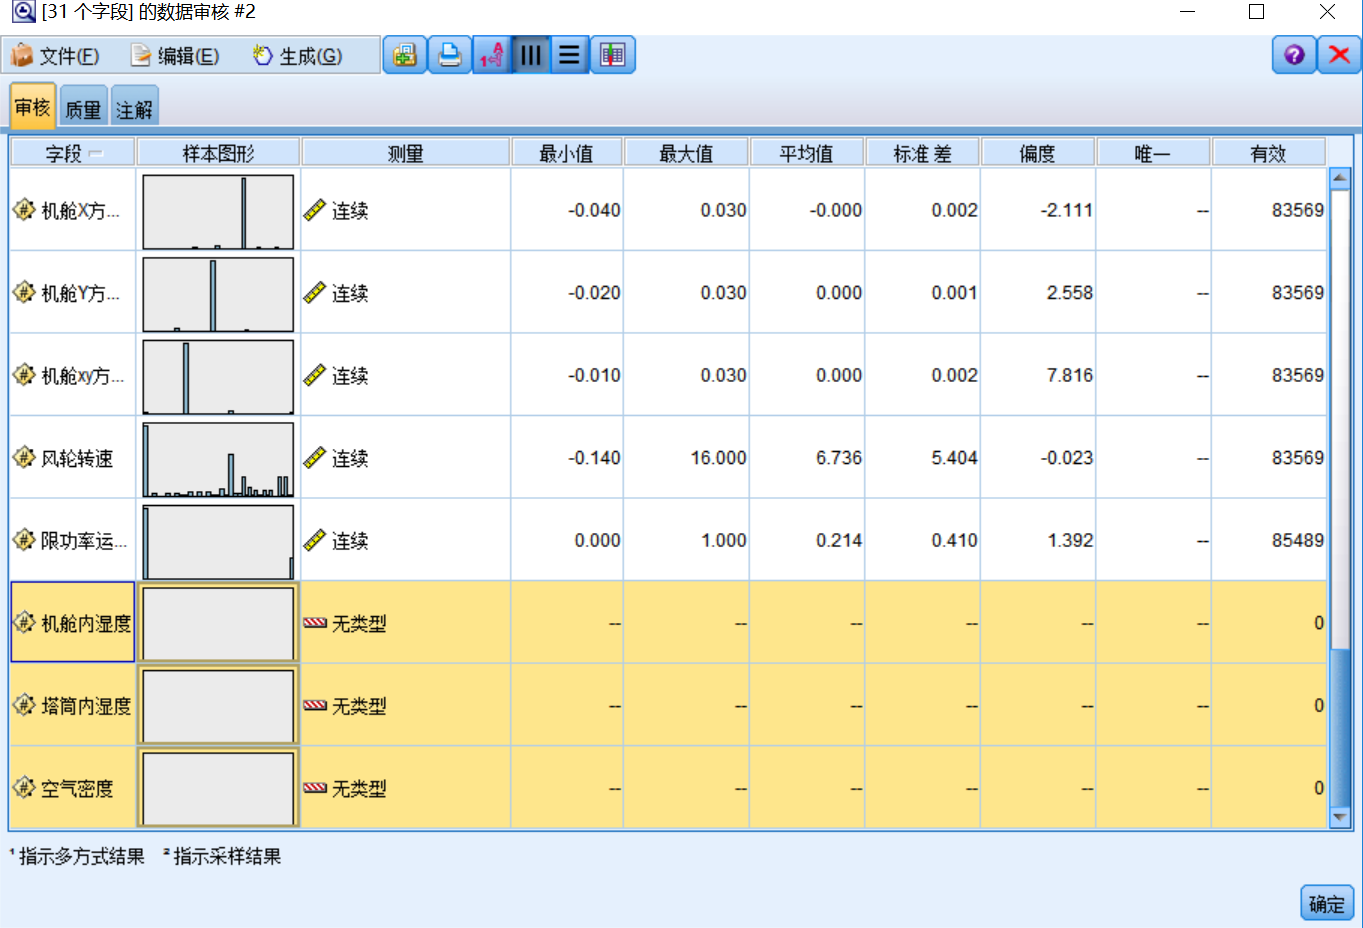 [31 个字段] 的数据审核 #2
文件(F) 编辑(E) 生成(G)
审核 质量 注解
字段 样本图形 测量 最小值 最大值 平均值 标准 差 偏度 唯一 有效
机舱X方... 连续 -0.040 0.030 -0.000 0.002 -2.111 -- 83569
机舱Y方... 连续 -0.020 0.030 0.000 0.001 2.558 -- 83569
机舱xy方... 连续 -0.010 0.030 0.000 0.002 7.816 -- 83569
风轮转速 连续 -0.140 16.000 6.736 5.404 -0.023 -- 83569
限功率运... 连续 0.000 1.000 0.214 0.410 1.392 -- 85489
机舱内湿度 无类型 -- -- -- -- -- -- 0
塔筒内湿度 无类型 -- -- -- -- -- -- 0
空气密度 无类型 -- -- -- -- -- -- 0
¹ 指示多方式结果 ² 指示采样结果
确定